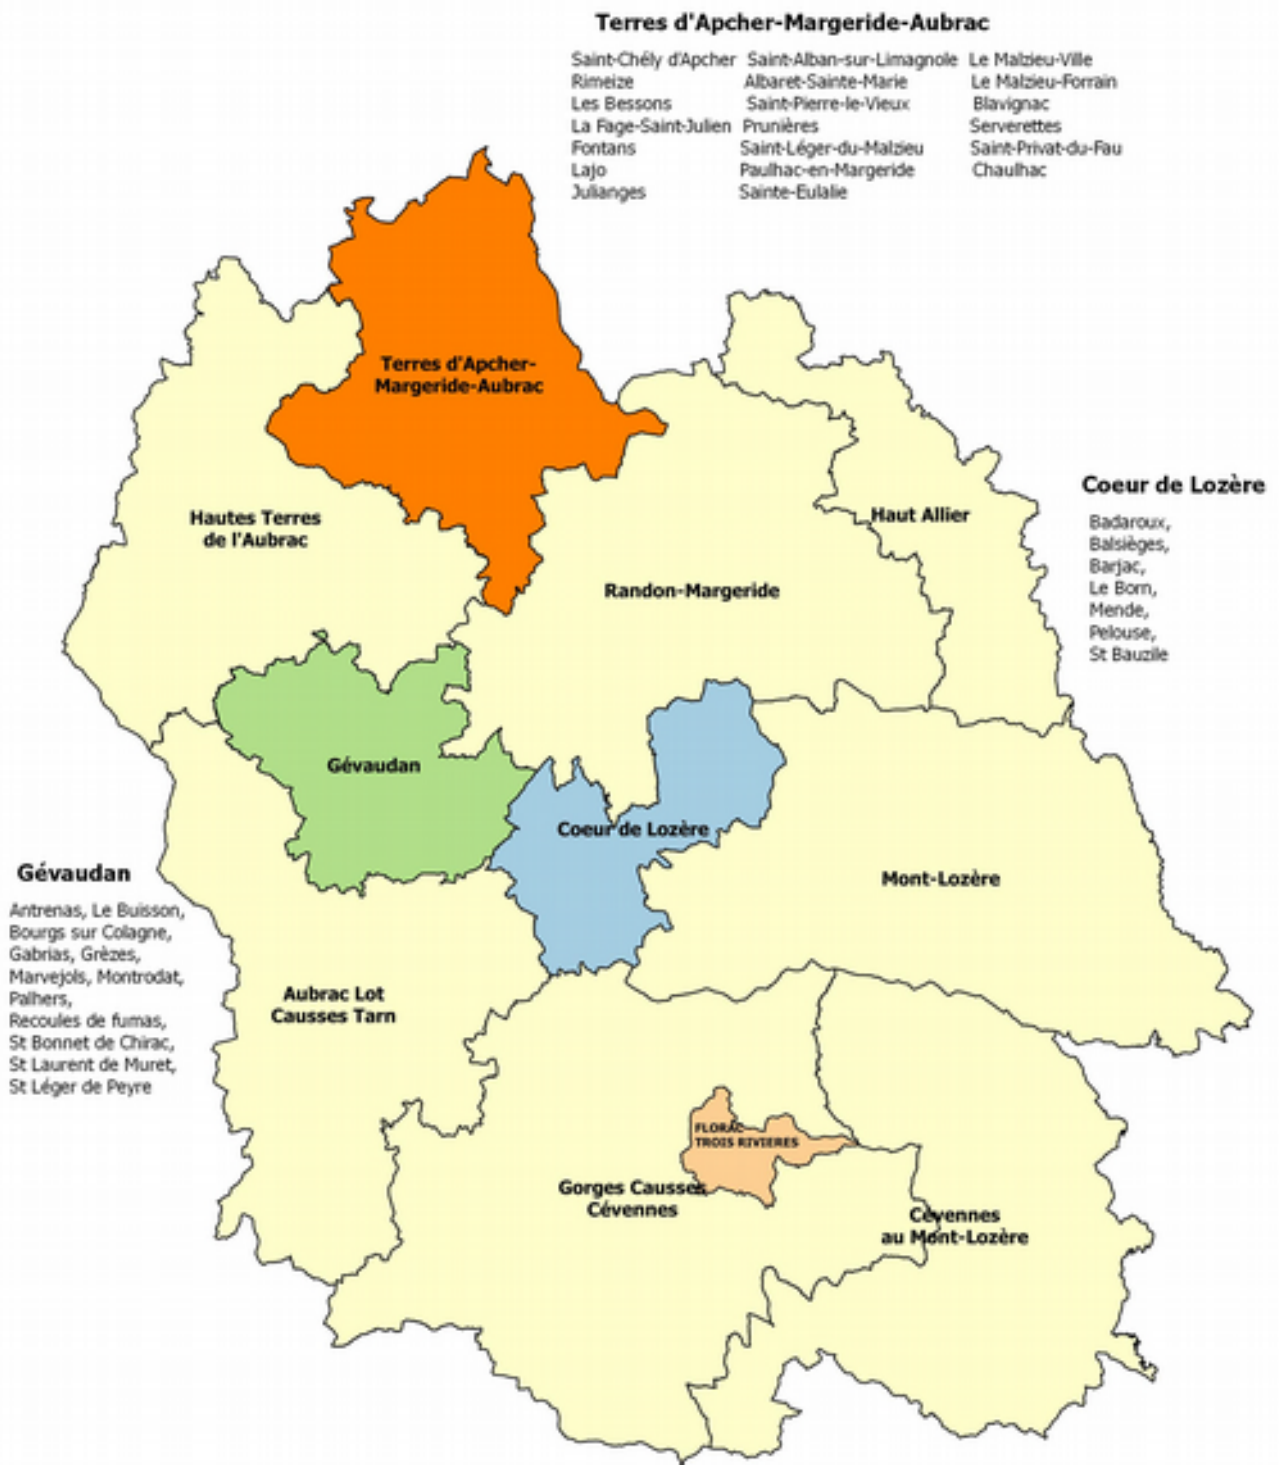 Terres d'Apcher-Margeride-Aubrac
Saint-Chély d'Apcher Saint-Alban-sur-Limagnole Le Malzieu-Ville
Rimeize Albaret-Sainte-Marie Le Malzieu-Forrain
Les Bessons Saint-Pierre-le-Vieux Blavignac
La Fage-Saint-Julien Prunières Serverettes
Fontans Saint-Léger-du-Malzieu Saint-Privat-du-Fau
Lajo Paulhac-en-Margeride Chaulhac
Julianges Sainte-Eulalie
Terres d'Apcher-
Margeride-Aubrac
Hautes Terres
de l'Aubrac
Haut Allier
Randon-Margeride
Coeur de Lozère
Badaroux,
Balsièges,
Barjac,
Le Born,
Mende,
Pelouse,
St Bauzile
Gévaudan
Coeur de Lozère
Mont-Lozère
Gévaudan
Antrenas, Le Buisson,
Bourgs sur Colagne,
Gabrias, Grèzes,
Marvejols, Montrodat,
Palhers,
Recoules de fumas,
St Bonnet de Chirac,
St Laurent de Muret,
St Léger de Peyre
Aubrac Lot
Causses Tarn
FLORAC
TROIS RIVIERES
Gorges Causses
Cévennes
Cévennes
au Mont-Lozère